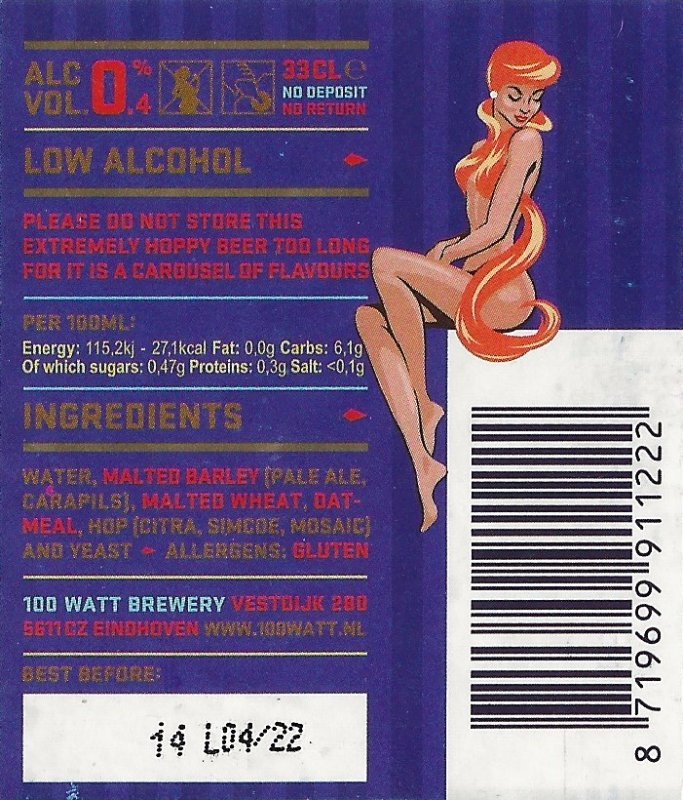 ALC VOL. 0.4% 33CL ℮
NO DEPOSIT
NO RETURN
LOW ALCOHOL
PLEASE DO NOT STORE THIS
EXTREMELY HOPPY BEER TOO LONG
FOR IT IS A CAROUSEL OF FLAVOURS
PER 100ML:
Energy: 115,2kj - 27,1kcal Fat: 0,0g Carbs: 6,1g
Of which sugars: 0,47g Proteins: 0,3g Salt: <0,1g
INGREDIENTS
WATER, MALTED BARLEY (PALE ALE,
CARAPILS), MALTED WHEAT, OAT-
MEAL, HOP (CITRA, SIMCOE, MOSAIC)
AND YEAST ALLERGENS: GLUTEN
100 WATT BREWERY VESTDIJK 280
5611 CZ EINDHOVEN WWW.100WATT.NL
BEST BEFORE:
14 L04/22
8 719699 911222